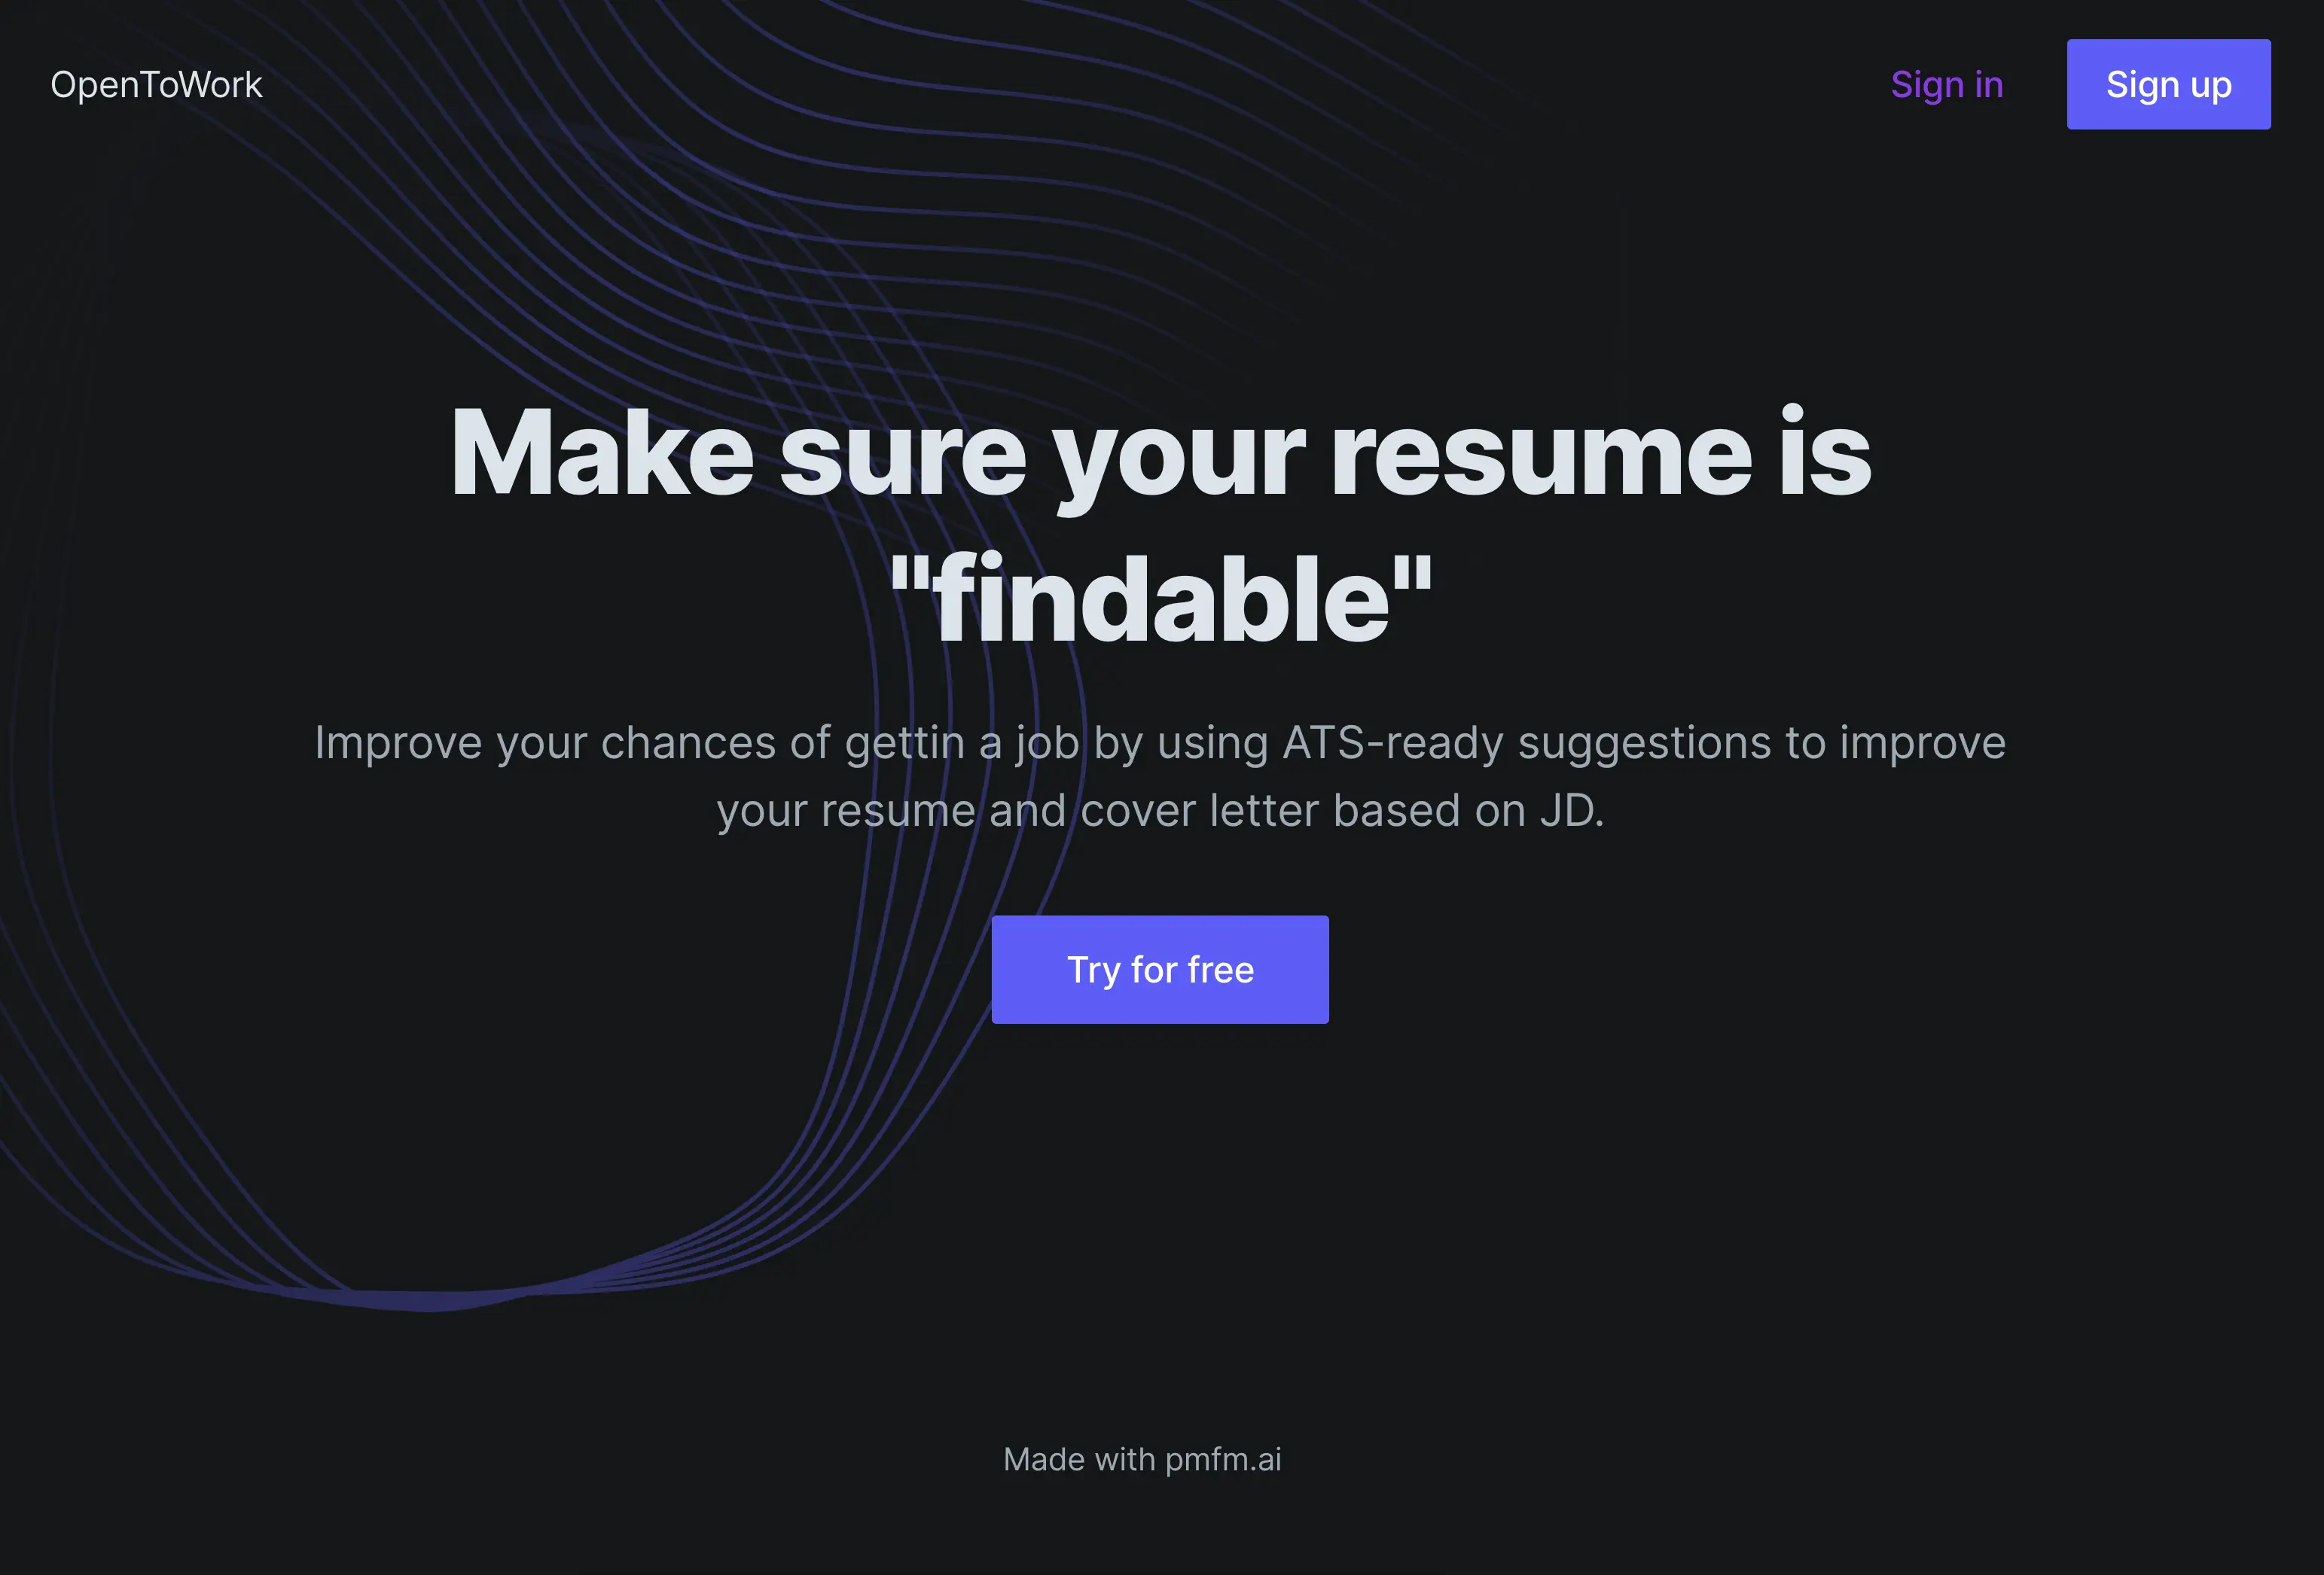 OpenToWork
Sign in
Sign up
Make sure your resume is
"findable"
Improve your chances of gettin a job by using ATS-ready suggestions to improve
your resume and cover letter based on JD.
Try for free
Made with pmfm.ai